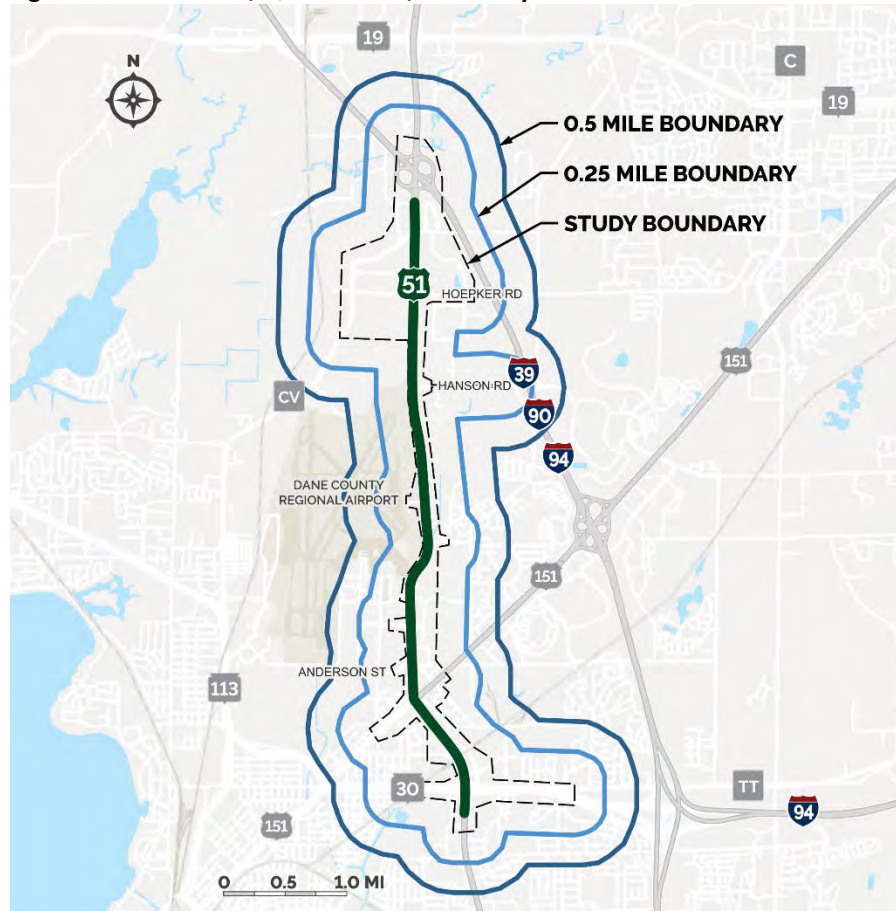 19
C
N
19
0.5 MILE BOUNDARY
0.25 MILE BOUNDARY
STUDY BOUNDARY
51
HOEPKER RD
151
39
HANSON RD
CV
90
94
DANE COUNTY
REGIONAL AIRPORT
151
ANDERSON ST
113
30
TT
94
151
0 0.5 1.0 MI